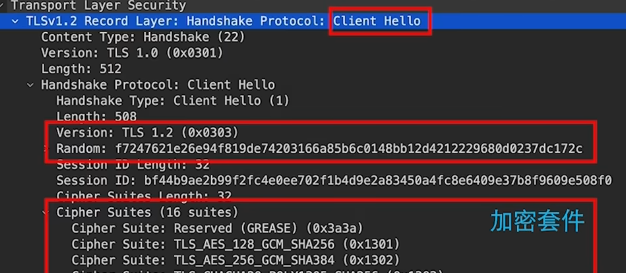 Transport Layer Security
TLSv1.2 Record Layer: Handshake Protocol: Client Hello
Content Type: Handshake (22)
Version: TLS 1.0 (0x0301)
Length: 512
Handshake Protocol: Client Hello
Handshake Type: Client Hello (1)
Length: 508
Version: TLS 1.2 (0x0303)
Random: f7247621e26e94f819de74203166a85b6c0148bb12d4212229680d0237dc172c
Session ID Length: 32
Session ID: bf44b9ae2b99f2fc4e0ee702f1b4d9e2a83450a4fc8e6409e37b8f9609e508f0
Cipher Suites Length: 32
Cipher Suites (16 suites)
加密套件
Cipher Suite: Reserved (GREASE) (0x3a3a)
Cipher Suite: TLS_AES_128_GCM_SHA256 (0x1301)
Cipher Suite: TLS_AES_256_GCM_SHA384 (0x1302)